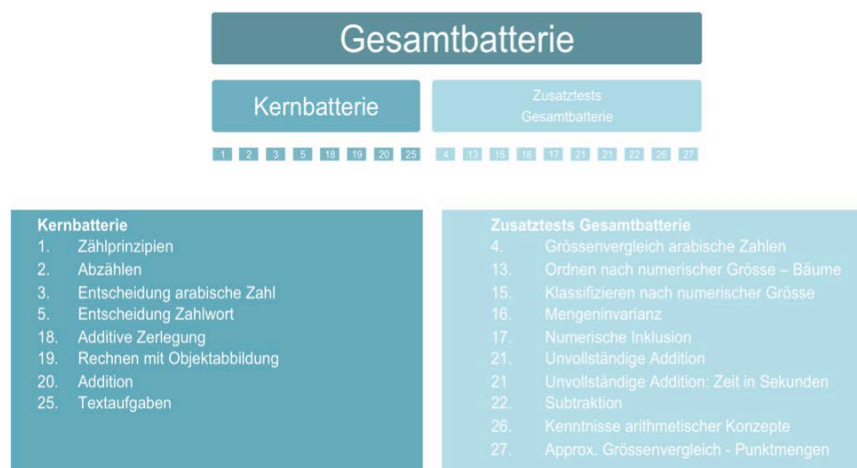 Gesamtbatterie
Kernbatterie
Zusatztests
Gesamtbatterie
1 2 3 5 18 19 20 25 4 13 15 16 17 21 21 22 26 27
Kernbatterie
1. Zählprinzipien
2. Abzählen
3. Entscheidung arabische Zahl
5. Entscheidung Zahlwort
18. Additive Zerlegung
19. Rechnen mit Objektabbildung
20. Addition
25. Textaufgaben
Zusatztests Gesamtbatterie
4. Grössenvergleich arabische Zahlen
13. Ordnen nach numerischer Grösse – Bäume
15. Klassifizieren nach numerischer Grösse
16. Mengeninvarianz
17. Numerische Inklusion
21. Unvollständige Addition
21 Unvollständige Addition: Zeit in Sekunden
22. Subtraktion
26. Kenntnisse arithmetischer Konzepte
27. Approx. Grössenvergleich - Punktmengen